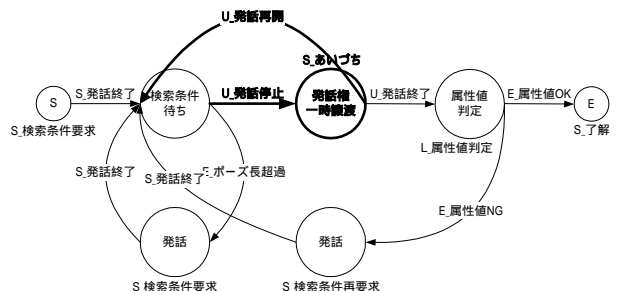 U_発話再開
S_あいづち
S
S_発話終了
検索条件
待ち
U_発話停止
発話権
一時譲渡
U_発話終了
属性値
判定
E_属性値OK
E
S_検索条件要求
S_了解
L_属性値判定
S_発話終了
S_発話終了
E_ポーズ長超過
E_属性値NG
発話
発話
S_検索条件要求
S_検索条件再要求